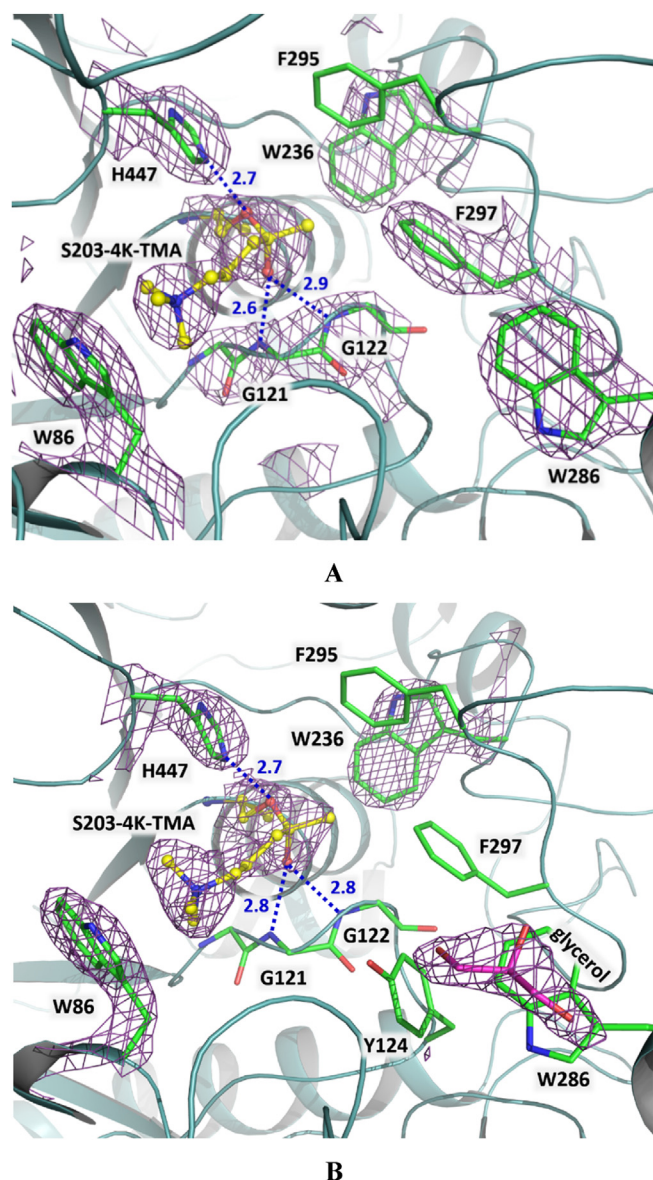 F295
W236
H447
2.7
F297
S203-4K-TMA
2.9
2.6
G122
G121
W86
W286
A
F295
W236
H447
2.7
S203-4K-TMA
F297
2.8
2.8
G122
glycerol
G121
W86
Y124
W286
B